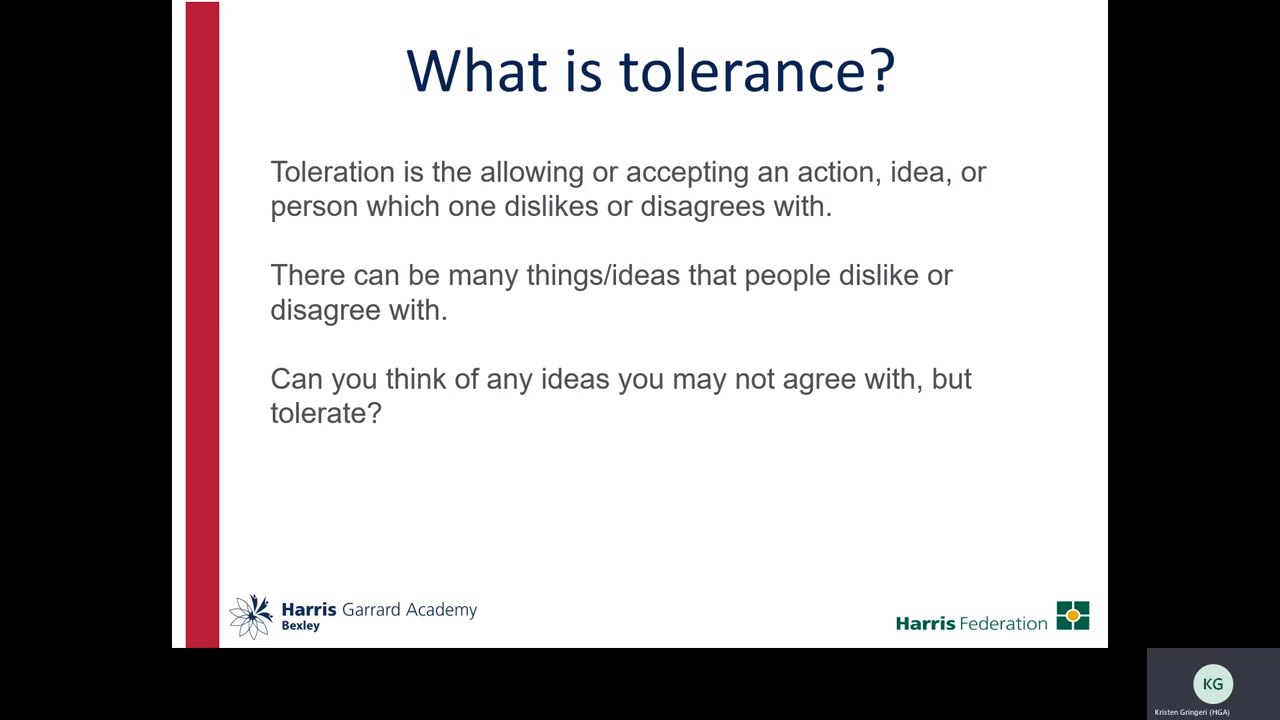 What is tolerance?
Toleration is the allowing or accepting an action, idea, or
person which one dislikes or disagrees with.
There can be many things/ideas that people dislike or
disagree with.
Can you think of any ideas you may not agree with, but
tolerate?
Harris Garrard Academy
Bexley
Harris Federation
KG
Kristen Gringeri (HGA)